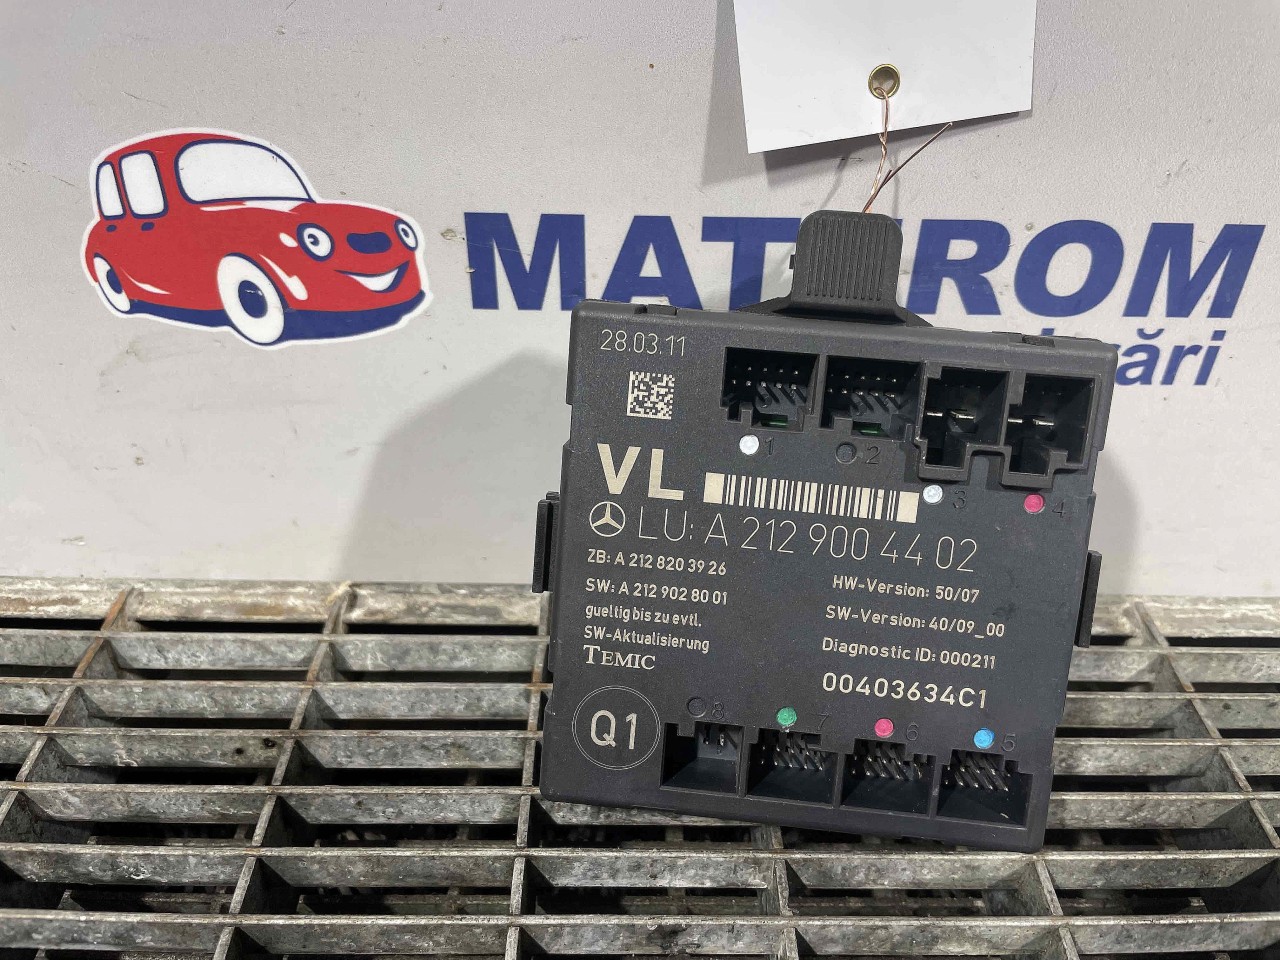 MAT ROM
ări
28.03.11
1 2 3 4
VL
LU: A 212 900 44 02
ZB: A 212 820 39 26
SW: A 212 902 80 01
gueltig bis zu evtl.
SW-Aktualisierung
TEMIC
HW-Version: 50/07
SW-Version: 40/09_00
Diagnostic ID: 000211
00403634C1
Q1
8 7 6 5